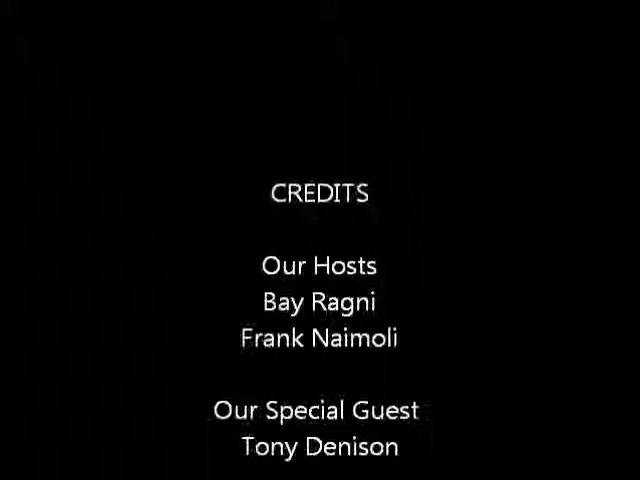 CREDITS
Our Hosts
Bay Ragni
Frank Naimoli
Our Special Guest
Tony Denison